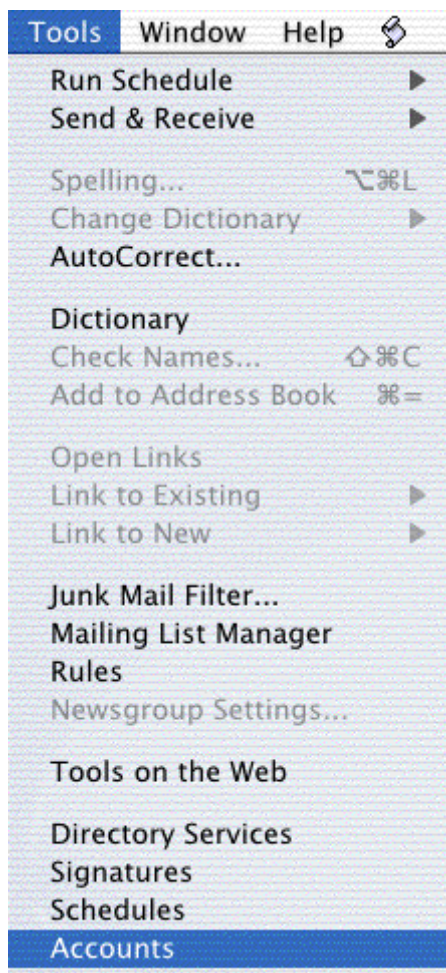 Tools Window Help
Run Schedule ▶
Send & Receive ▶
Spelling... ⌥⌘L
Change Dictionary ▶
AutoCorrect...
Dictionary
Check Names... ⇧⌘C
Add to Address Book ⌘=
Open Links
Link to Existing ▶
Link to New ▶
Junk Mail Filter...
Mailing List Manager
Rules
Newsgroup Settings...
Tools on the Web
Directory Services
Signatures
Schedules
Accounts